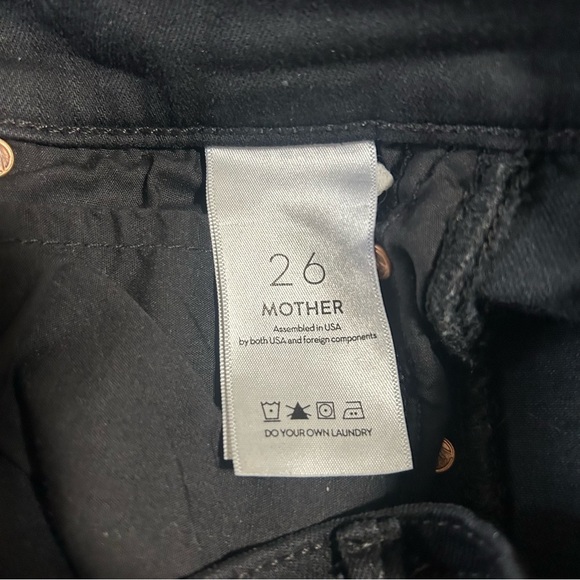 26
MOTHER
Assembled in USA
by both USA and foreign components
DO YOUR OWN LAUNDRY